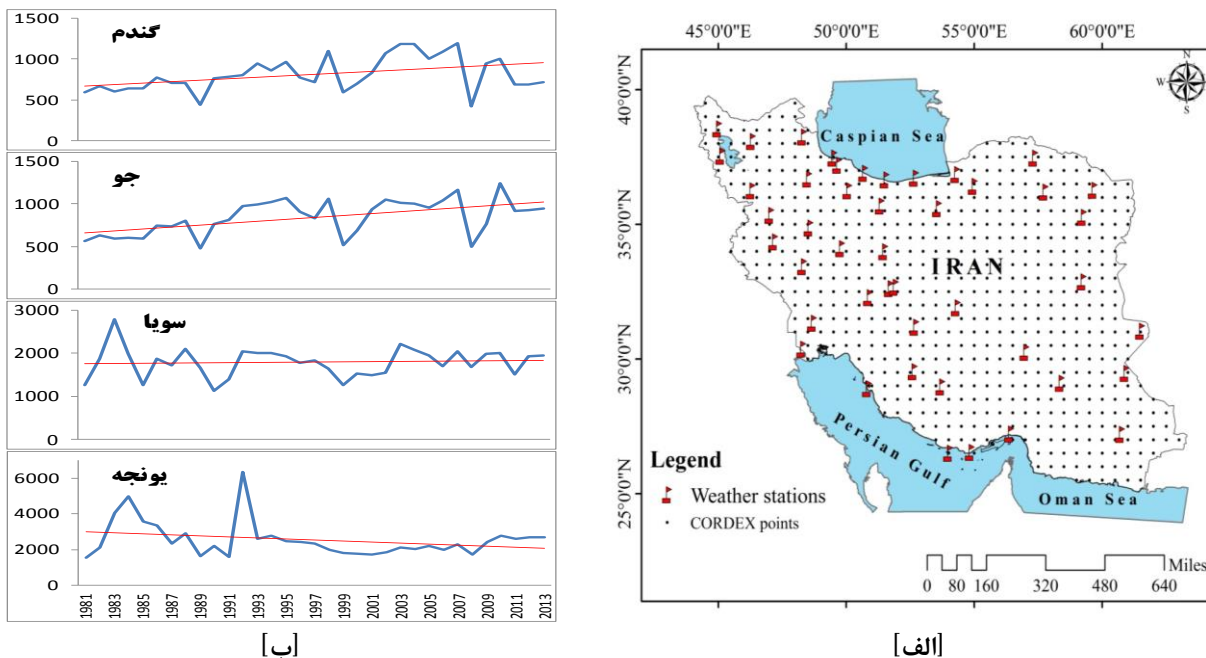 گندم
1500
1000
500
0
جو
1500
1000
500
0
سویا
3000
2000
1000
0
یونجه
6000
4000
2000
0
1981 1983 1985 1987 1989 1991 1993 1995 1997 1999 2001 2003 2005 2007 2009 2011 2013
[ب]
45°0'0"E 50°0'0"E 55°0'0"E 60°0'0"E
40°0'0"N
35°0'0"N
30°0'0"N
25°0'0"N
N
W E
S
Caspian Sea
IRAN
Persian Gulf
Oman Sea
Legend
Weather stations
CORDEX points
Miles
0 80 160 320 480 640
[الف]